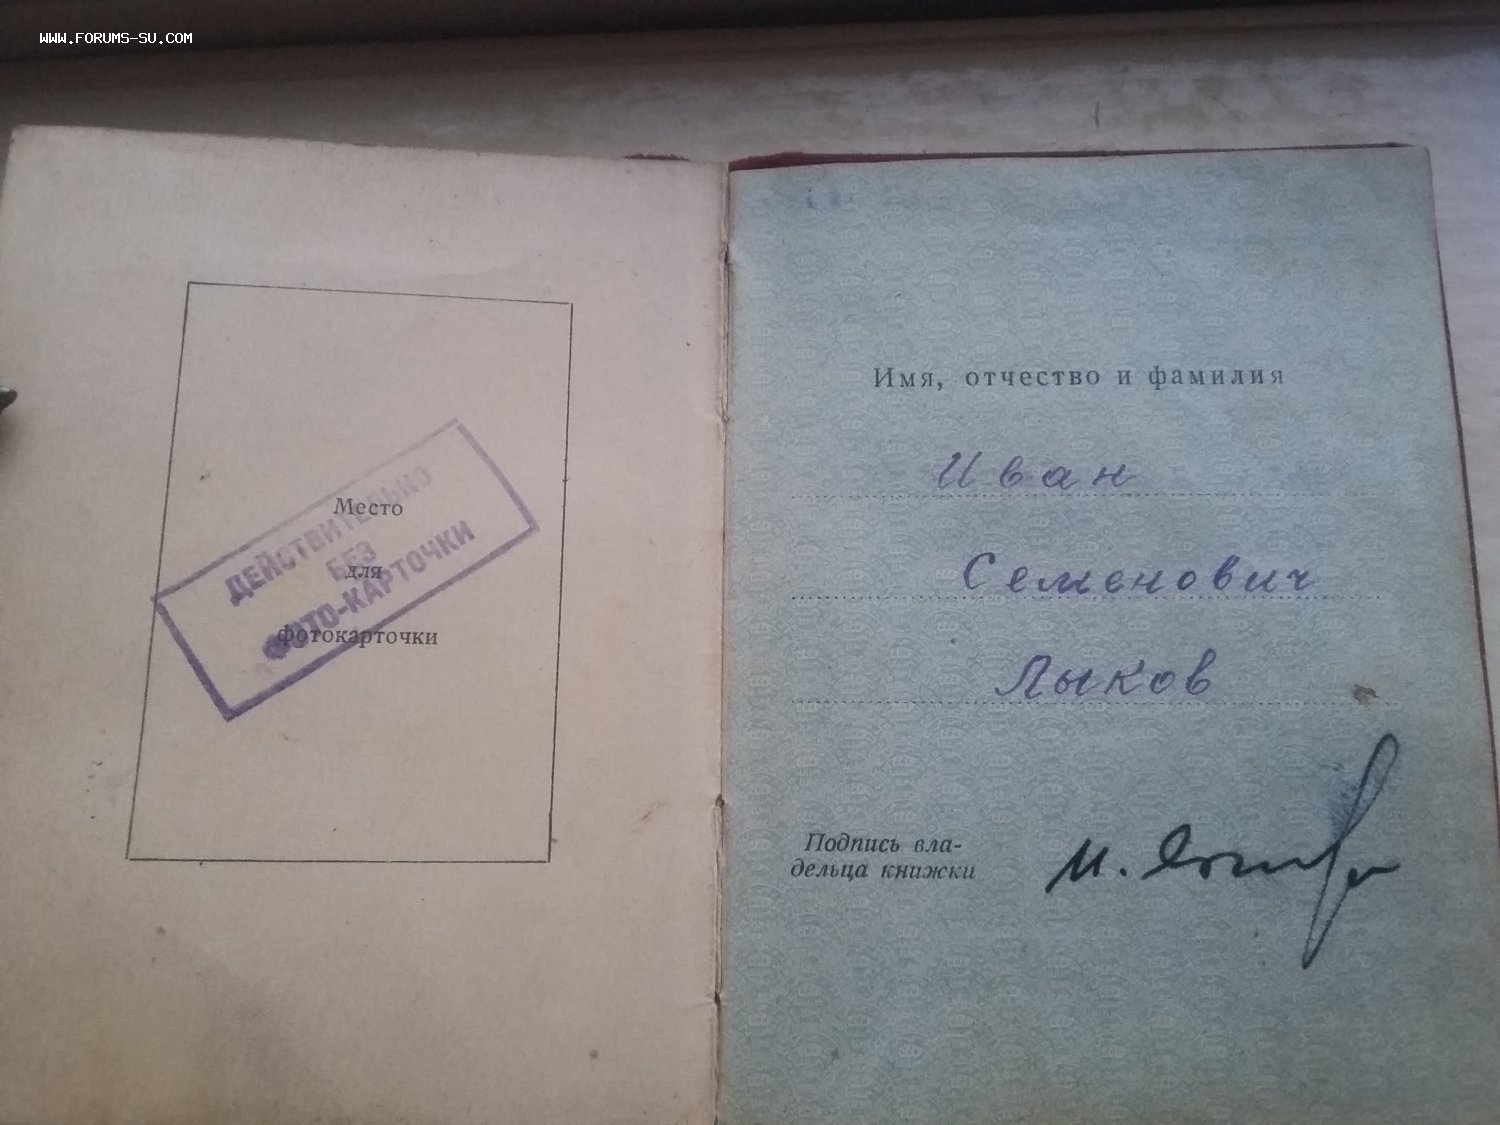 WWW.FORUMS-SU.COM
Место
для
фотокарточки
ДЕЙСТВИТЕЛЬНО
БЕЗ
ФОТО-КАРТОЧКИ
Имя, отчество и фамилия
Иван
Семенович
Лыков
Подпись вла-
дельца книжки
И.